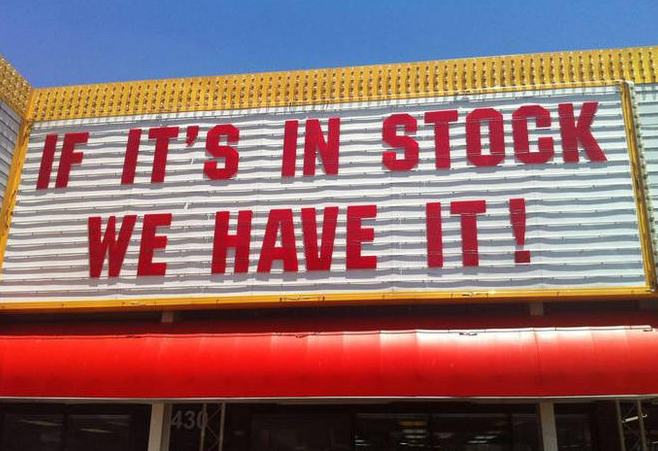 IF IT'S IN STOCK
WE HAVE IT!
430